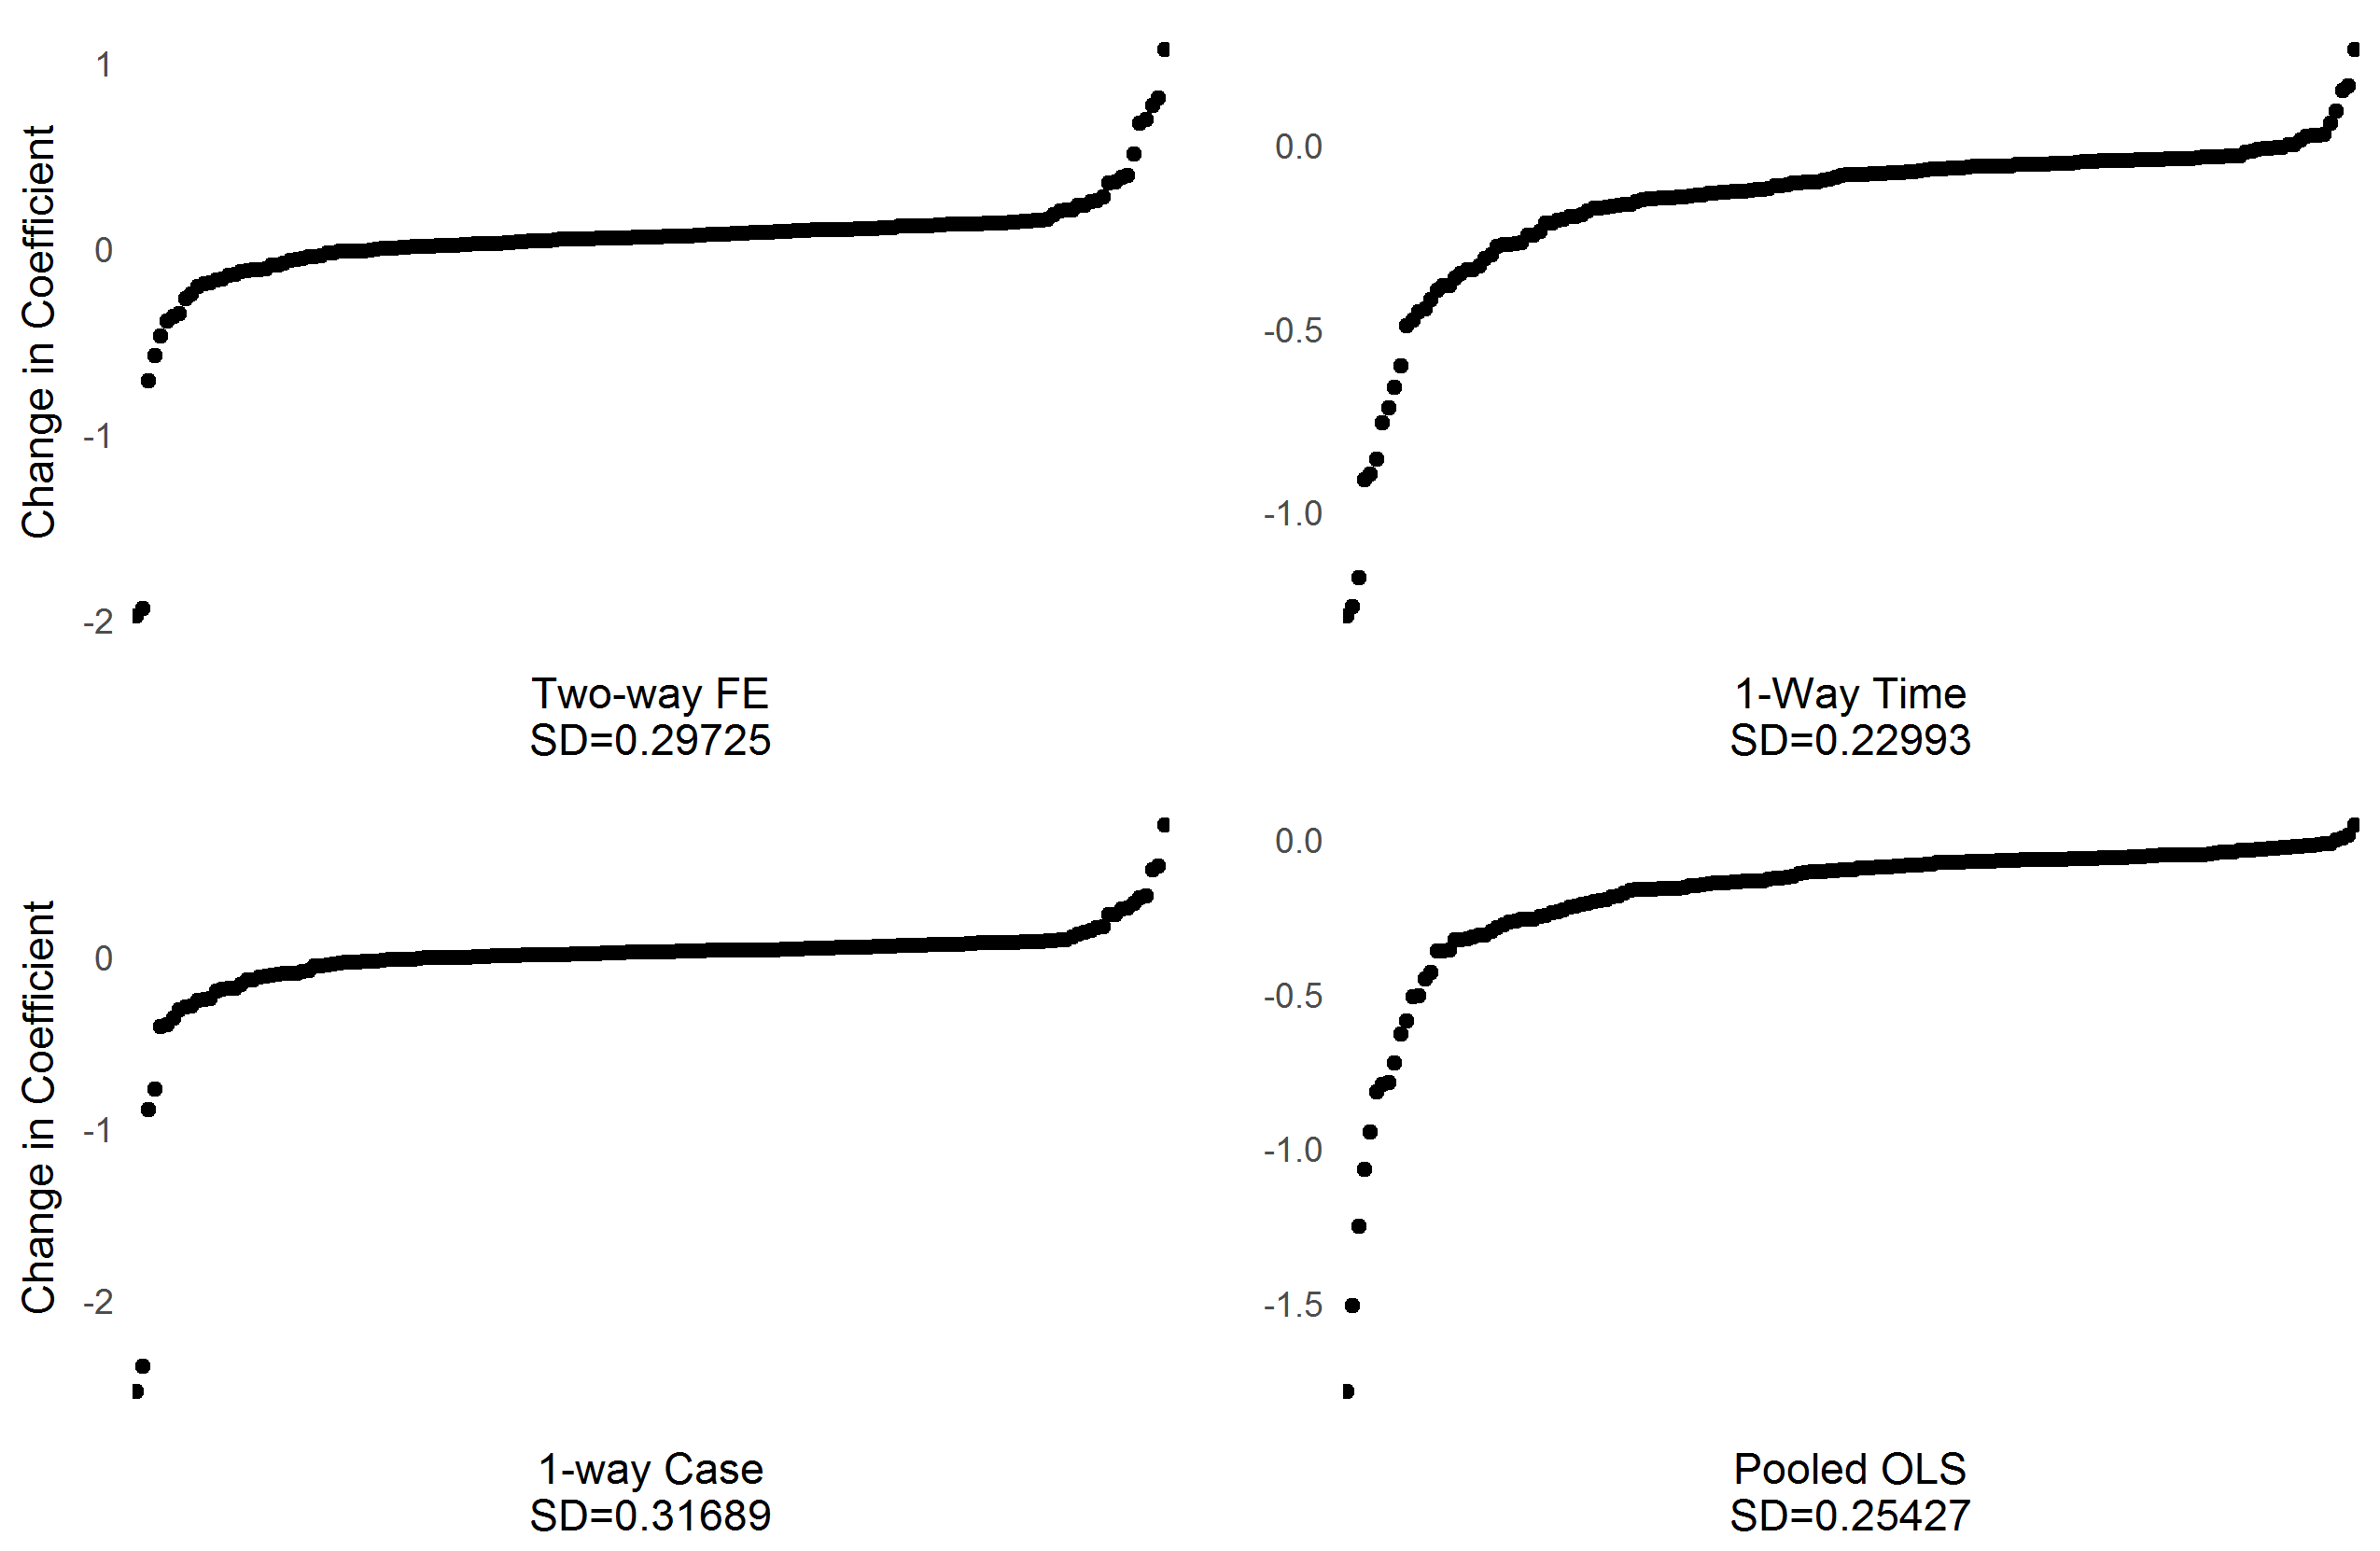 Change in Coefficient
1
0
-1
-2
Two-way FE
SD=0.29725
0.0
-0.5
-1.0
1-Way Time
SD=0.22993
Change in Coefficient
0
-1
-2
1-way Case
SD=0.31689
0.0
-0.5
-1.0
-1.5
Pooled OLS
SD=0.25427